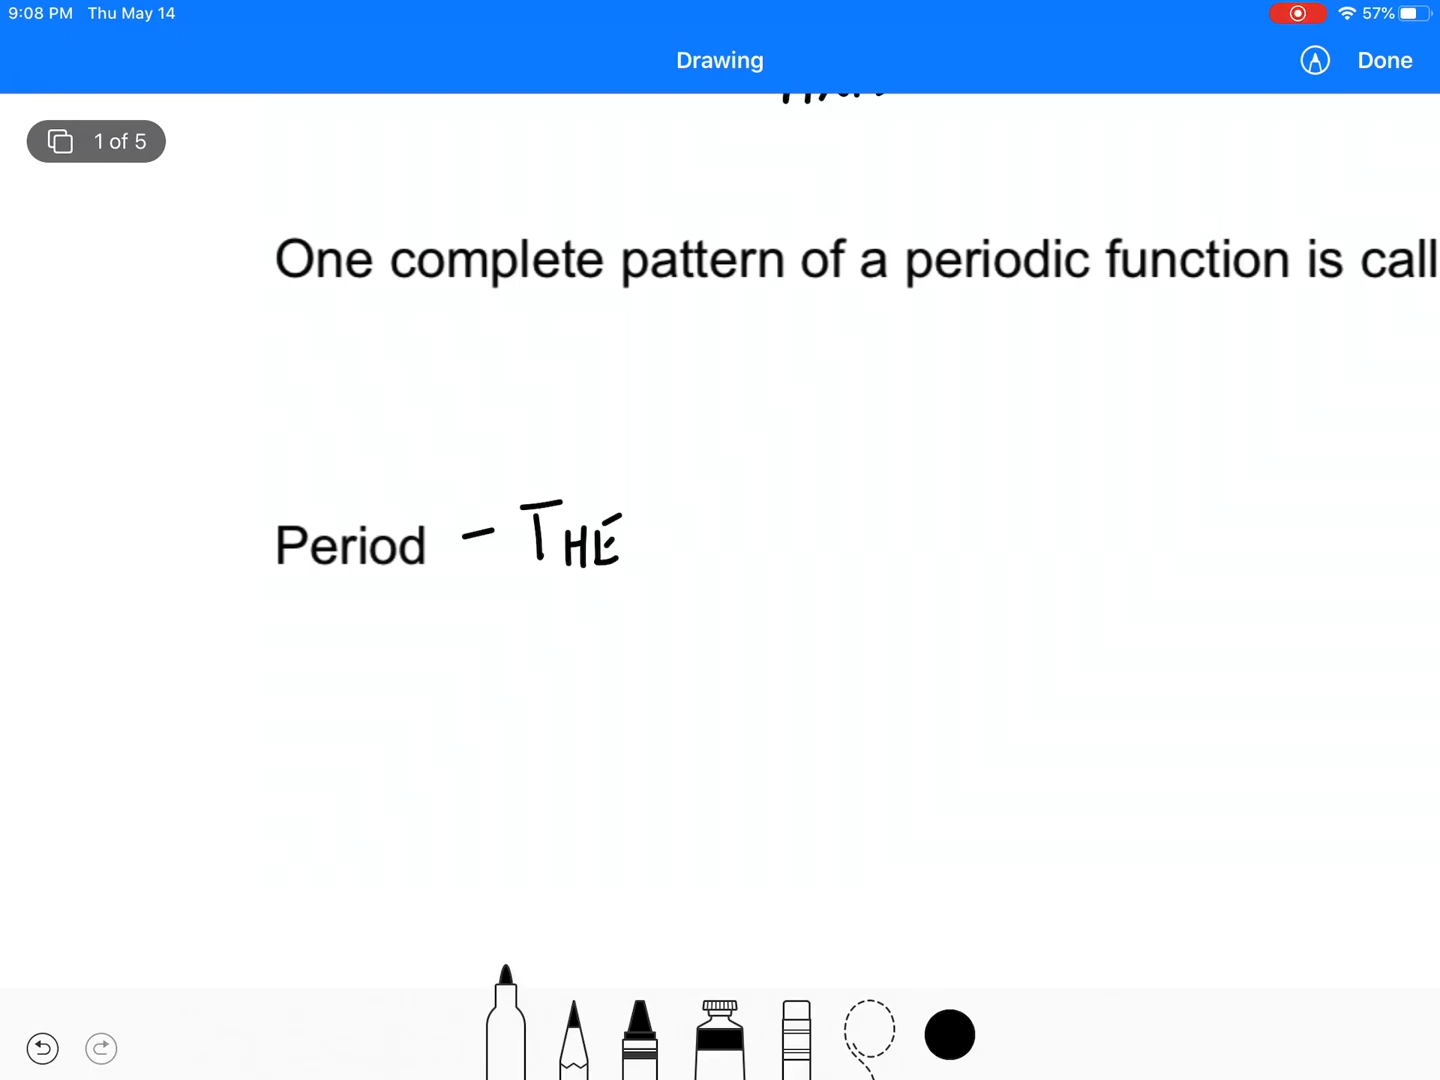 9:08 PM Thu May 14 57%
Drawing Done
1 of 5
One complete pattern of a periodic function is call
Period - THE